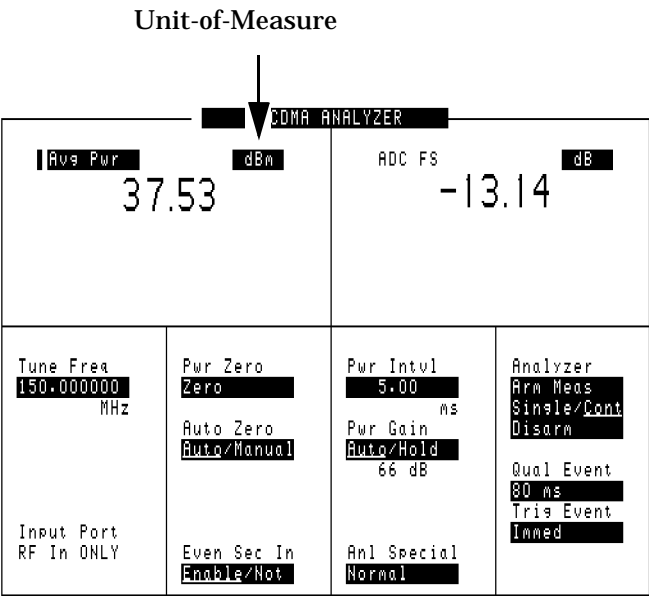 Unit-of-Measure
CDMA ANALYZER
Avg Pwr
dBm
37.53
ADC FS
dB
-13.14
Tune Freq
150.000000
MHz
Input Port
RF In ONLY
Pwr Zero
Zero
Auto Zero
Auto/Manual
Even Sec In
Enable/Not
Pwr Intvl
5.00
ms
Pwr Gain
Auto/Hold
66 dB
Anl Special
Normal
Analyzer
Arm Meas
Single/Cont
Disarm
Qual Event
80 ms
Trig Event
Immed